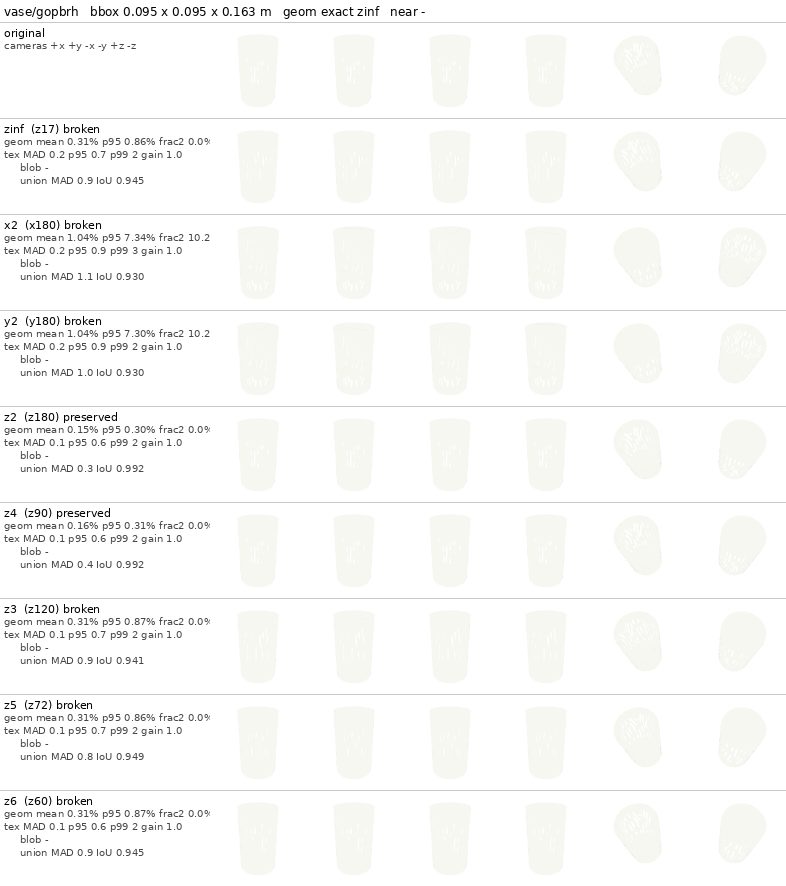 vase/gopbrh bbox 0.095 x 0.095 x 0.163 m geom exact zinf near -
original
cameras +x +y -x -y +z -z
zinf (z17) broken
geom mean 0.31% p95 0.86% frac2 0.0%
tex MAD 0.2 p95 0.7 p99 2 gain 1.0
blob -
union MAD 0.9 IoU 0.945
x2 (x180) broken
geom mean 1.04% p95 7.34% frac2 10.2
tex MAD 0.2 p95 0.9 p99 3 gain 1.0
blob -
union MAD 1.1 IoU 0.930
y2 (y180) broken
geom mean 1.04% p95 7.30% frac2 10.2
tex MAD 0.2 p95 0.9 p99 2 gain 1.0
blob -
union MAD 1.0 IoU 0.930
z2 (z180) preserved
geom mean 0.15% p95 0.30% frac2 0.0%
tex MAD 0.1 p95 0.6 p99 2 gain 1.0
blob -
union MAD 0.3 IoU 0.992
z4 (z90) preserved
geom mean 0.16% p95 0.31% frac2 0.0%
tex MAD 0.1 p95 0.6 p99 2 gain 1.0
blob -
union MAD 0.4 IoU 0.992
z3 (z120) broken
geom mean 0.31% p95 0.87% frac2 0.0%
tex MAD 0.1 p95 0.7 p99 2 gain 1.0
blob -
union MAD 0.9 IoU 0.941
z5 (z72) broken
geom mean 0.31% p95 0.86% frac2 0.0%
tex MAD 0.1 p95 0.7 p99 2 gain 1.0
blob -
union MAD 0.8 IoU 0.949
z6 (z60) broken
geom mean 0.31% p95 0.87% frac2 0.0%
tex MAD 0.1 p95 0.6 p99 2 gain 1.0
blob -
union MAD 0.9 IoU 0.945